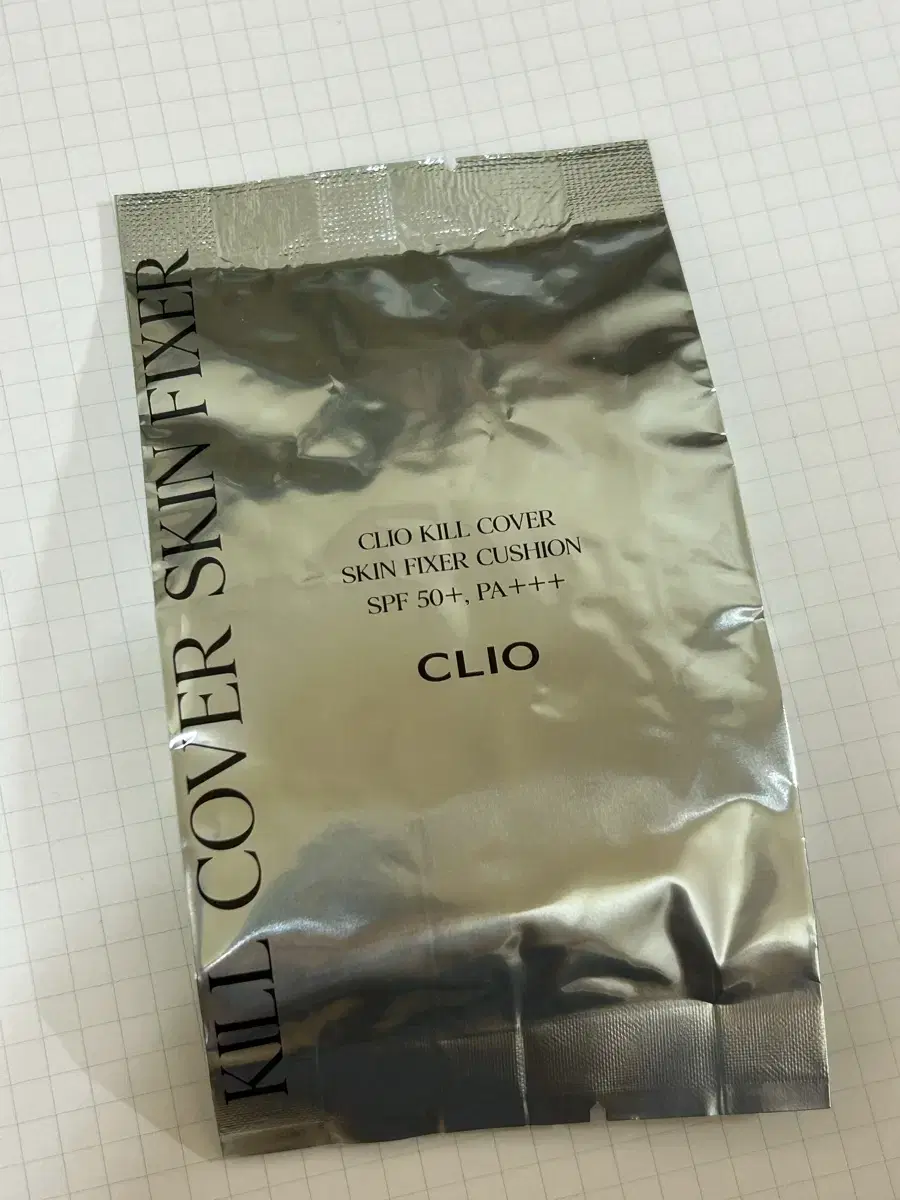 KILL COVER SKIN FIXER
CLIO KILL COVER
SKIN FIXER CUSHION
SPF 50+, PA+++
CLIO